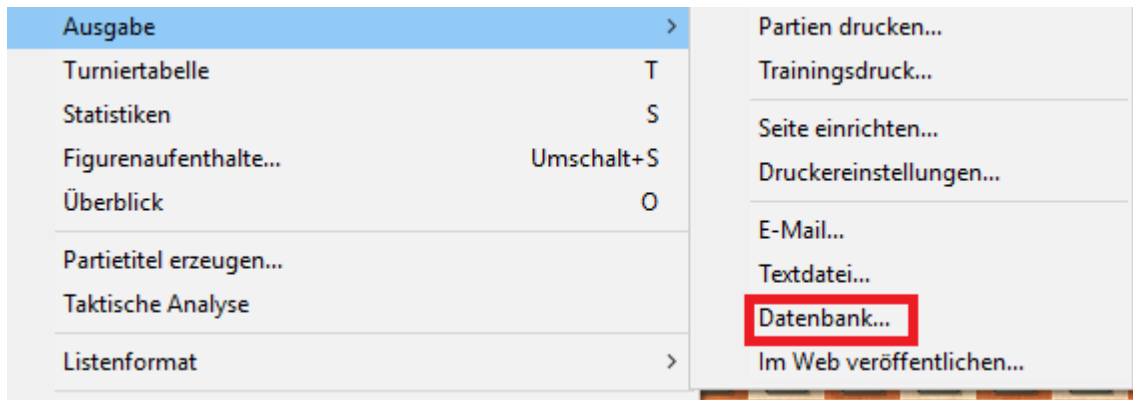 Ausgabe >
Turniertabelle T
Statistiken S
Figurenaufenthalte... Umschalt+S
Überblick O
Partietitel erzeugen...
Taktische Analyse
Listenformat >
Partien drucken...
Trainingsdruck...
Seite einrichten...
Druckereinstellungen...
E-Mail...
Textdatei...
Datenbank...
Im Web veröffentlichen...